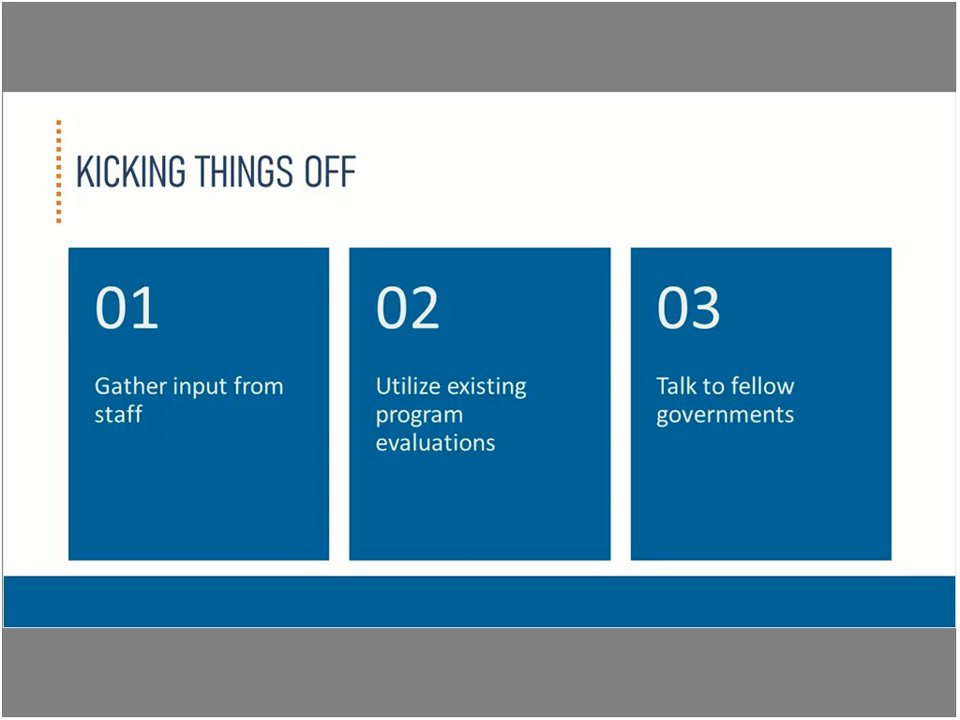 KICKING THINGS OFF
01
Gather input from
staff
02
Utilize existing
program
evaluations
03
Talk to fellow
governments